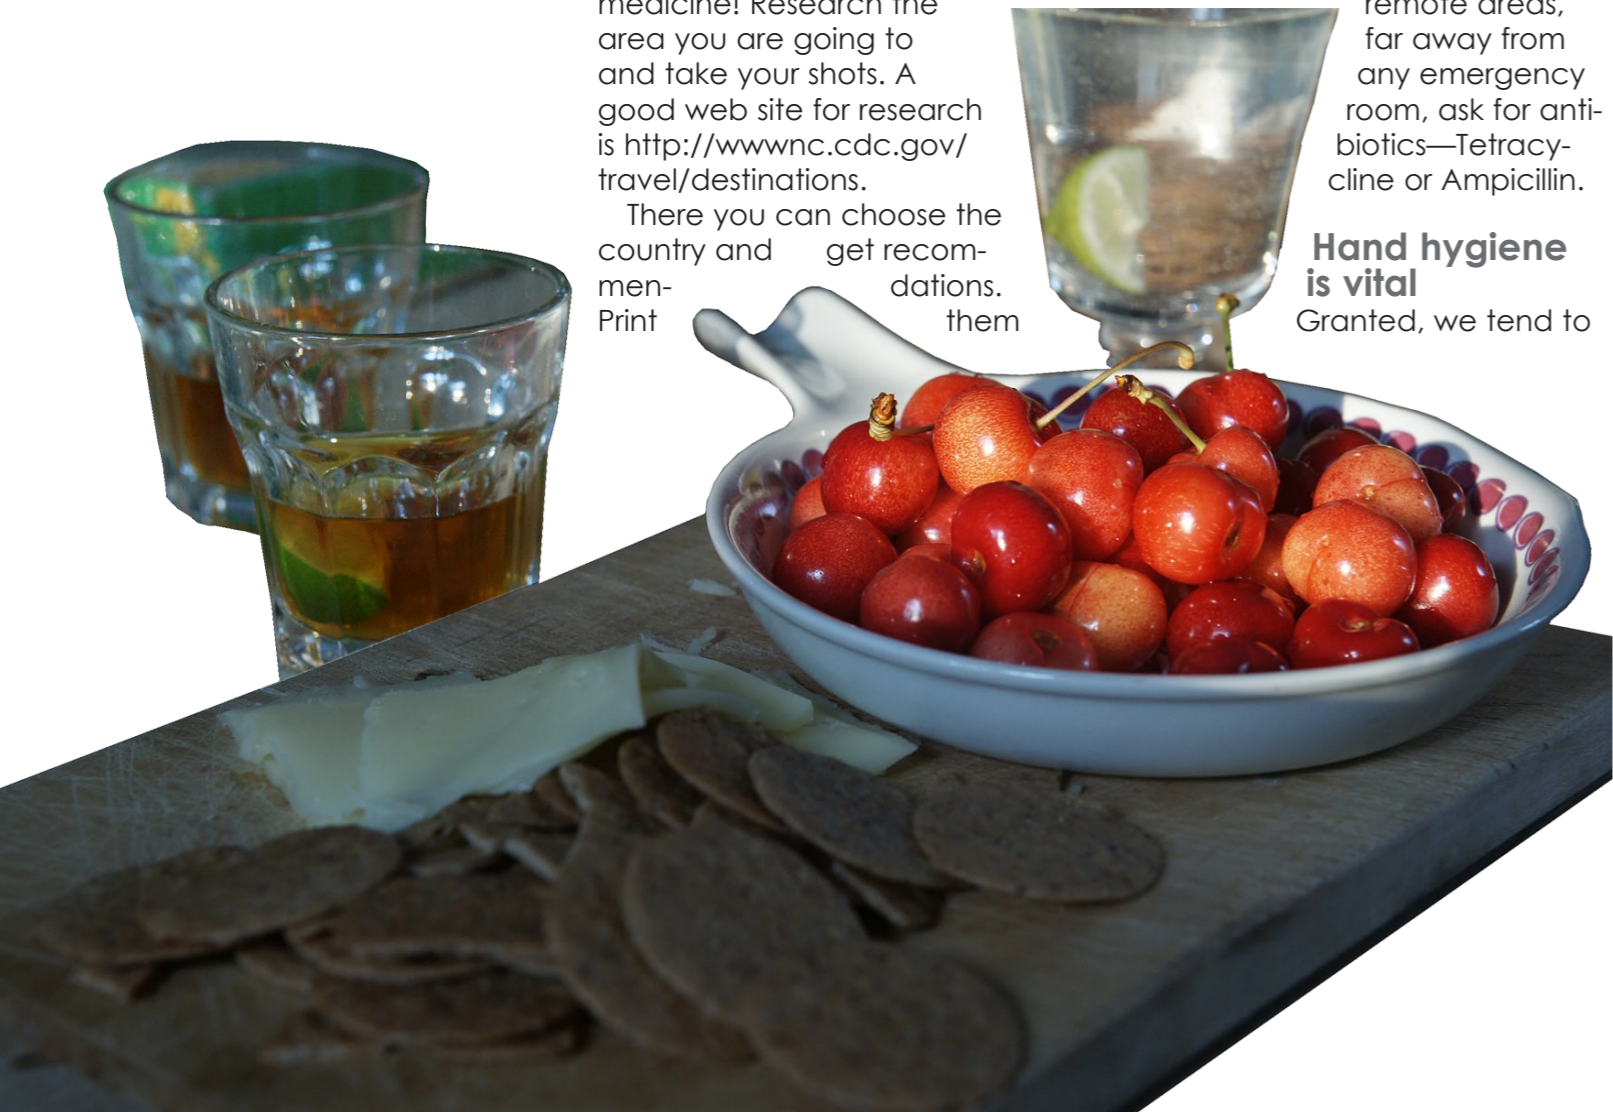 medicine! Research the
area you are going to
and take your shots. A
good web site for research
is http://wwwnc.cdc.gov/
travel/destinations.
There you can choose the
country and get recom-
men- dations.
Print them
remote areas,
far away from
any emergency
room, ask for anti-
biotics—Tetracy-
cline or Ampicillin.
Hand hygiene
is vital
Granted, we tend to